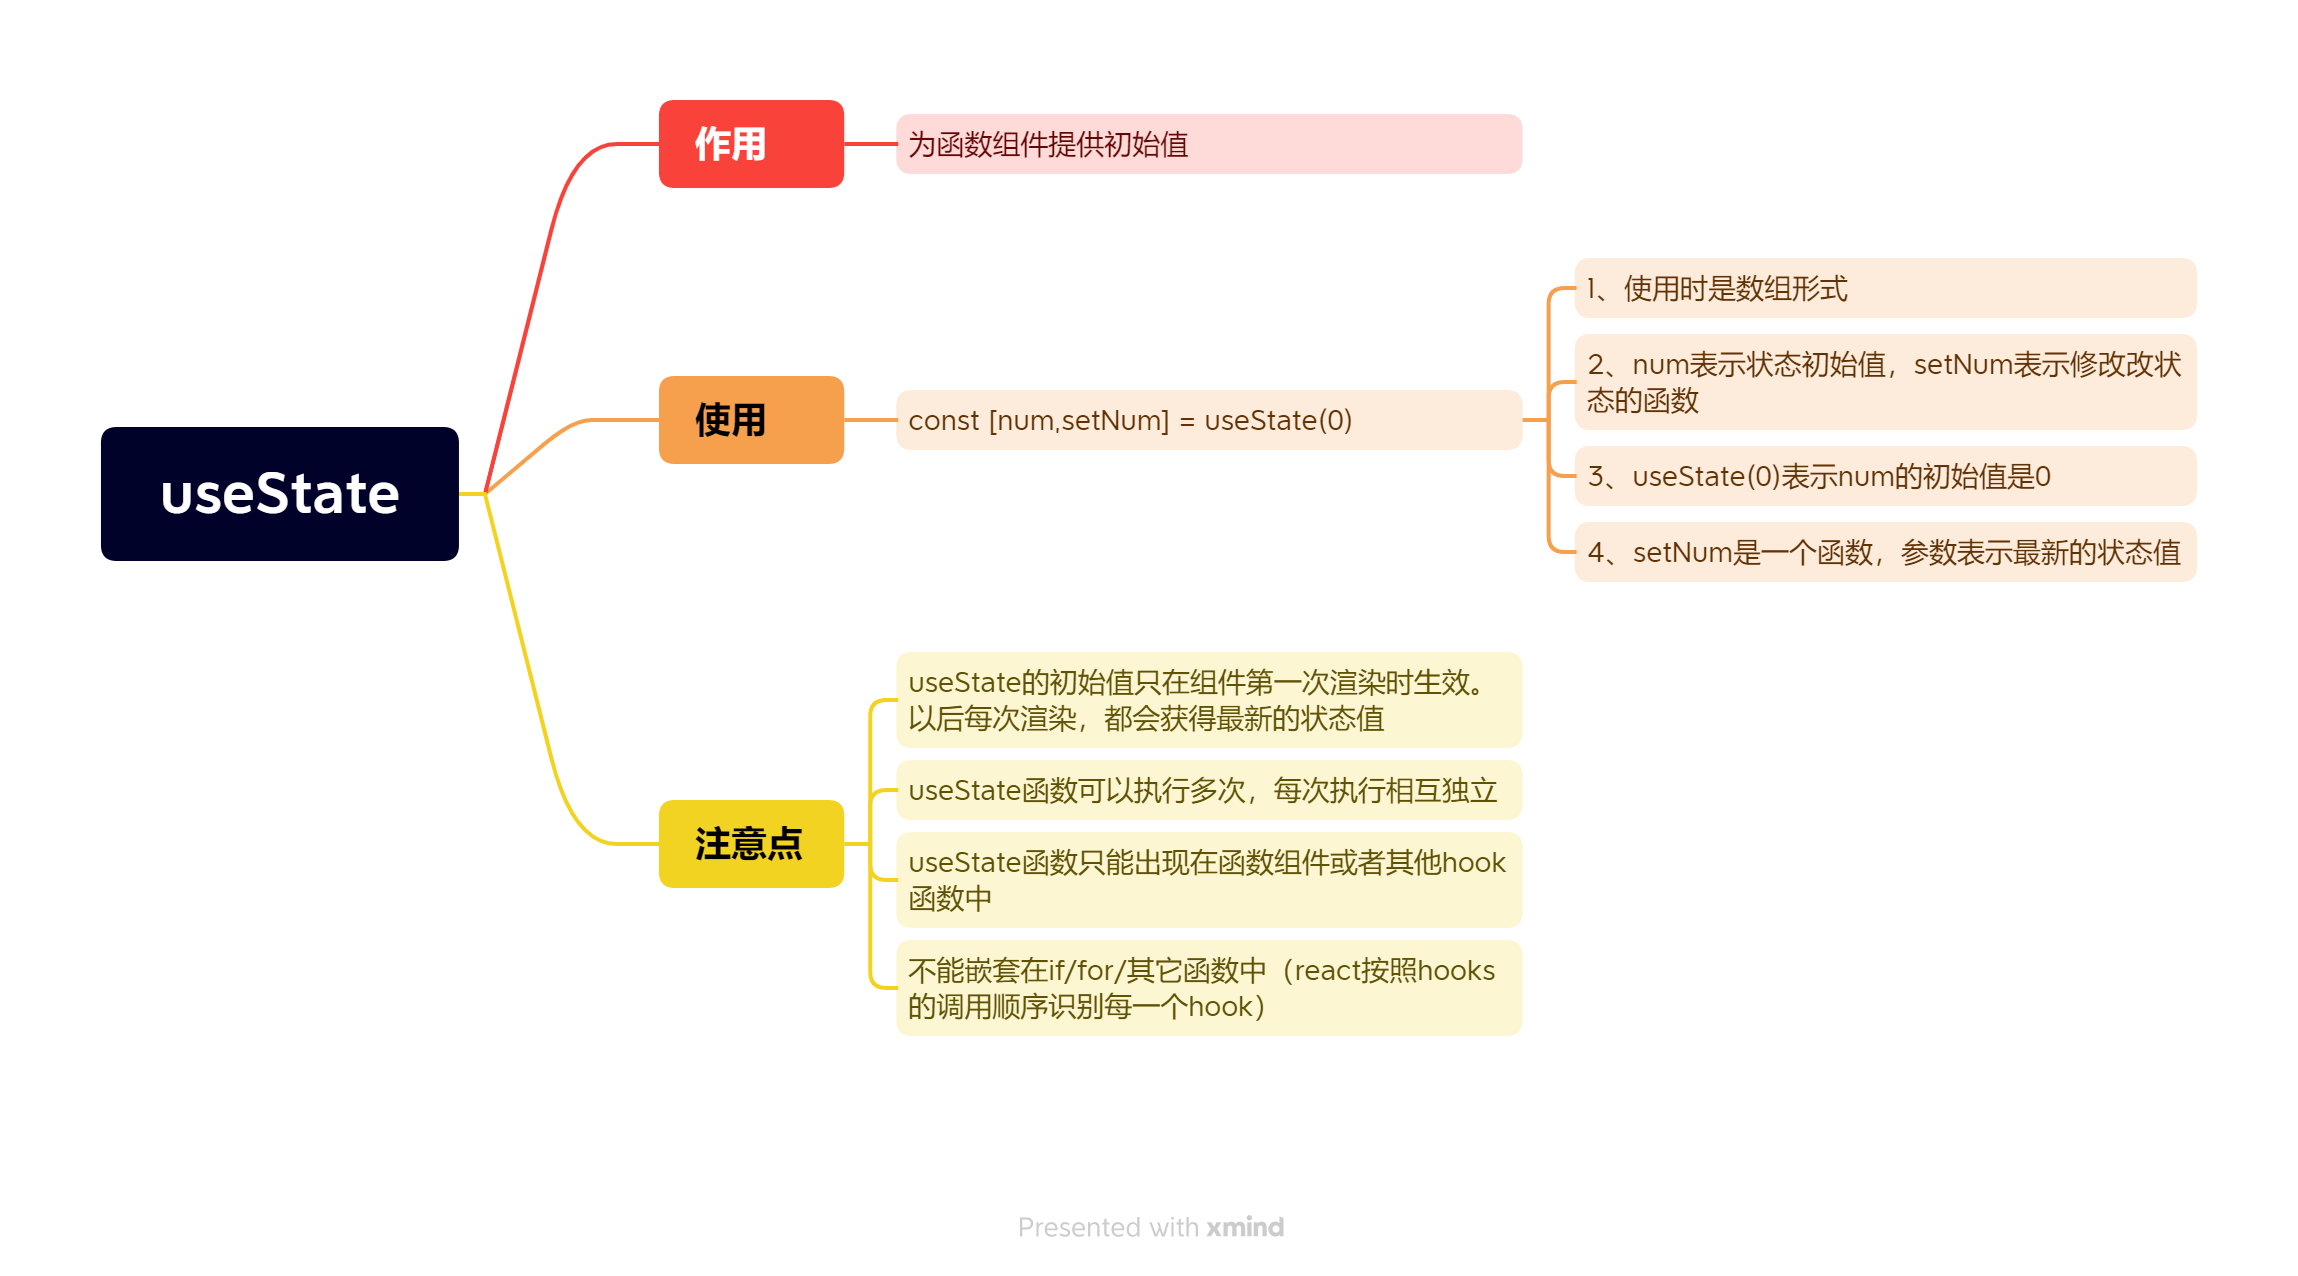 useState
作用
为函数组件提供初始值
使用
const [num,setNum] = useState(0)
1、使用时是数组形式
2、num表示状态初始值，setNum表示修改改状
态的函数
3、useState(0)表示num的初始值是0
4、setNum是一个函数，参数表示最新的状态值
注意点
useState的初始值只在组件第一次渲染时生效。
以后每次渲染，都会获得最新的状态值
useState函数可以执行多次，每次执行相互独立
useState函数只能出现在函数组件或者其他hook
函数中
不能嵌套在if/for/其它函数中（react按照hooks
的调用顺序识别每一个hook）
Presented with xmind